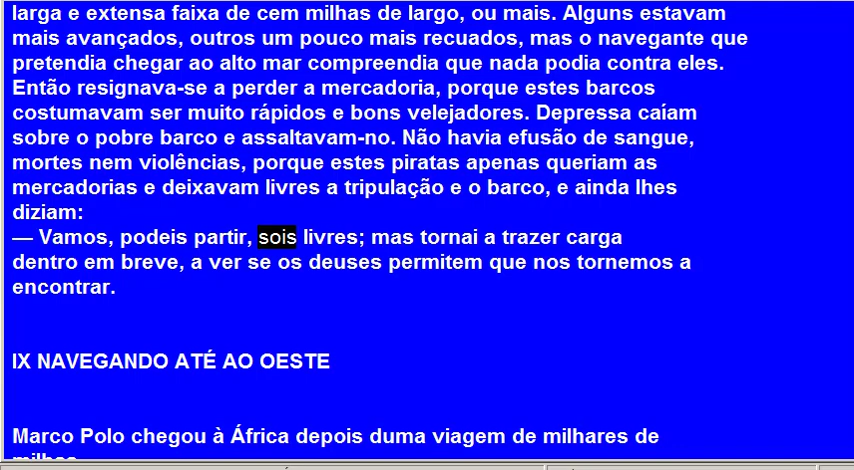 larga e extensa faixa de cem milhas de largo, ou mais. Alguns estavam
mais avançados, outros um pouco mais recuados, mas o navegante que
pretendia chegar ao alto mar compreendia que nada podia contra eles.
Então resignava-se a perder a mercadoria, porque estes barcos
costumavam ser muito rápidos e bons velejadores. Depressa caíam
sobre o pobre barco e assaltavam-no. Não havia efusão de sangue,
mortes nem violências, porque estes piratas apenas queriam as
mercadorias e deixavam livres a tripulação e o barco, e ainda lhes
diziam:
— Vamos, podeis partir, sois livres; mas tornai a trazer carga
dentro em breve, a ver se os deuses permitem que nos tornemos a
encontrar.
IX NAVEGANDO ATÉ AO OESTE
Marco Polo chegou à África depois duma viagem de milhares de
milhas